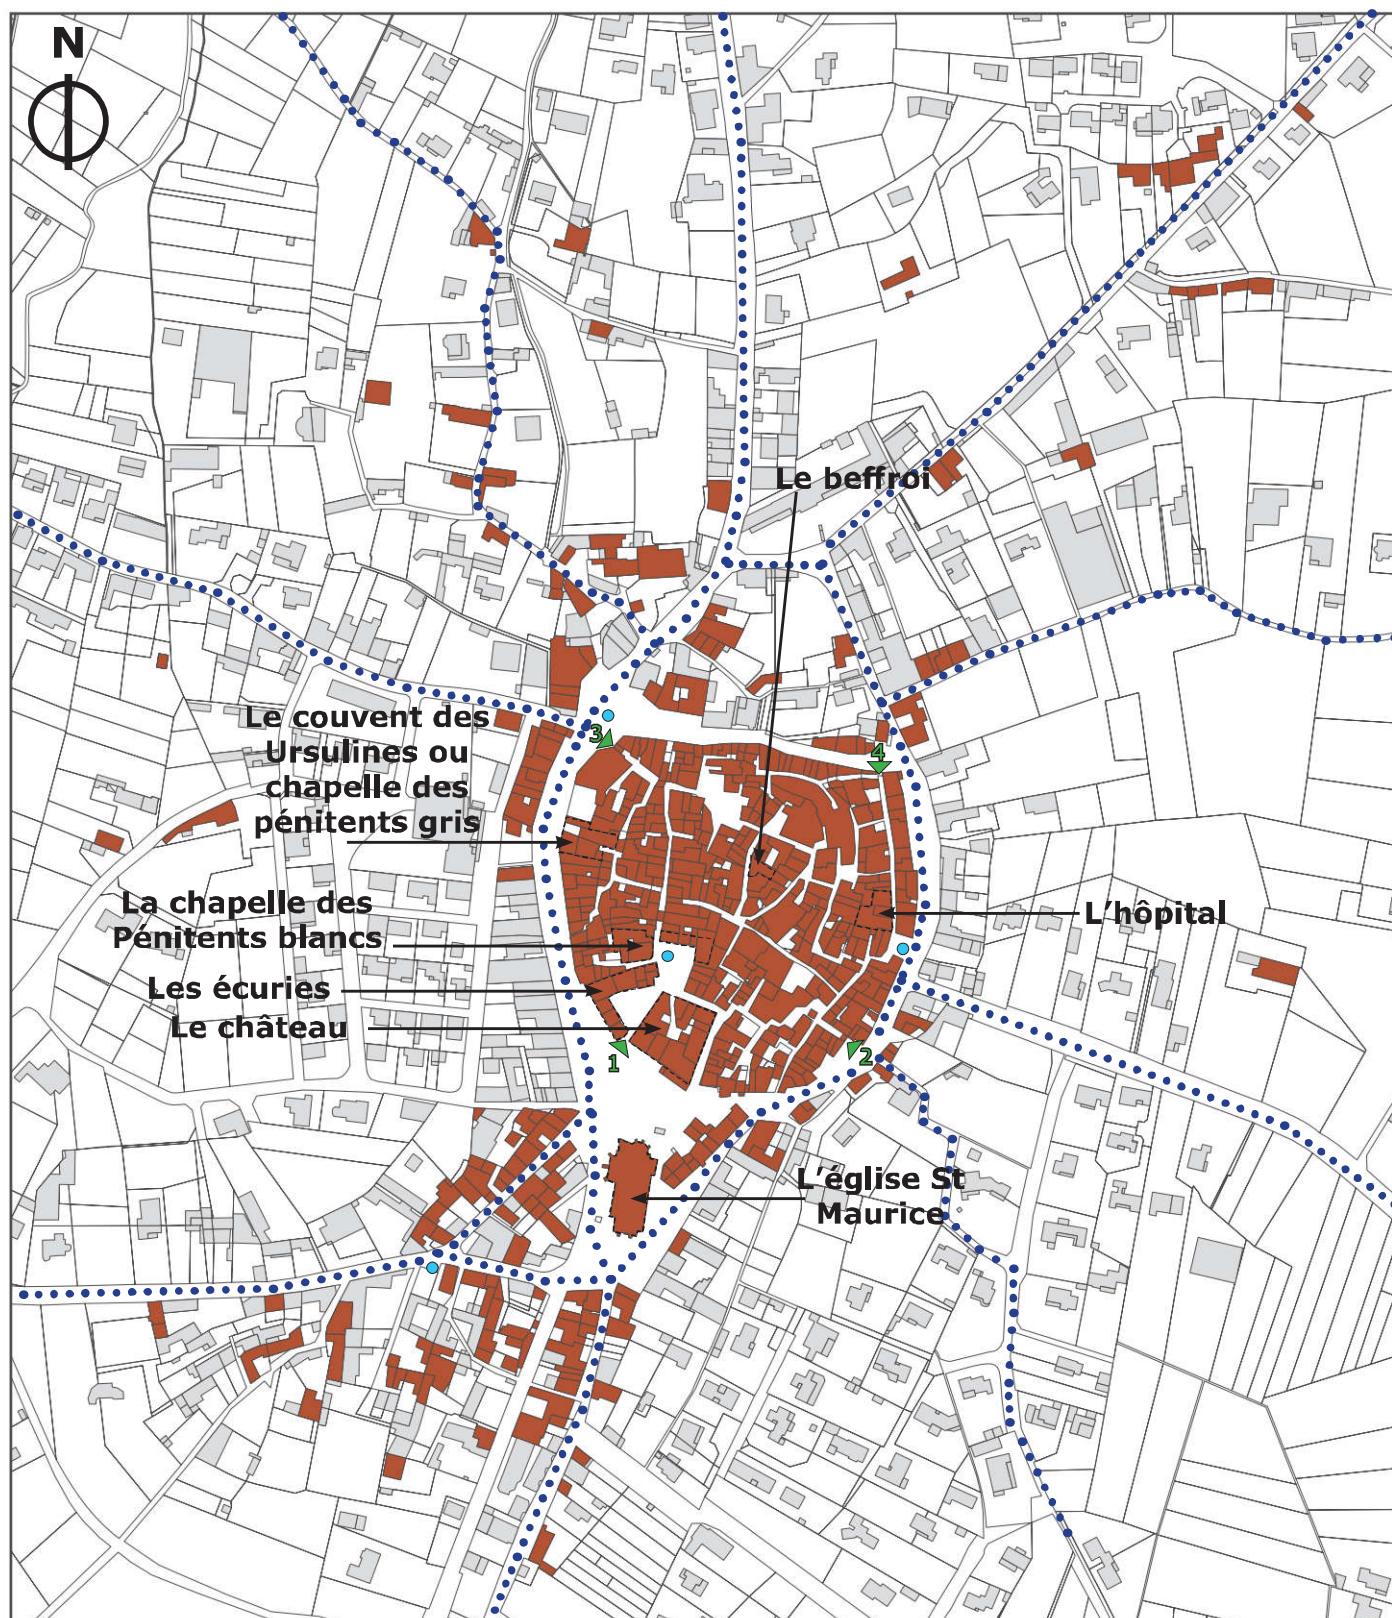 N
Le beffroi
3
4
Le couvent des
Ursulines ou
chapelle des
pénitents gris
La chapelle des
Pénitents blancs
L'hôpital
Les écuries
Le château
1
2
L'église St
Maurice